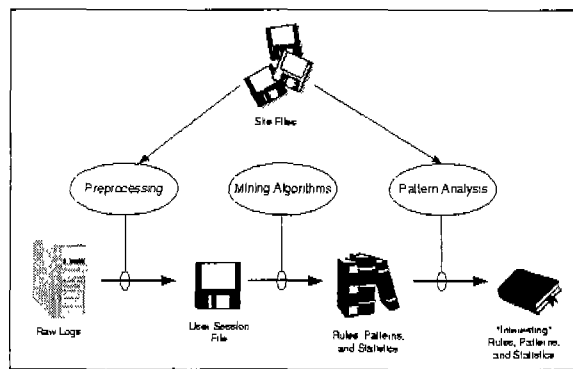 Site Files
Preprocessing
Mining Algorithms
Pattern Analysis
Raw Logs
User Session
File
Rules, Patterns,
and Statistics
"Interesting"
Rules, Patterns,
and Statistics